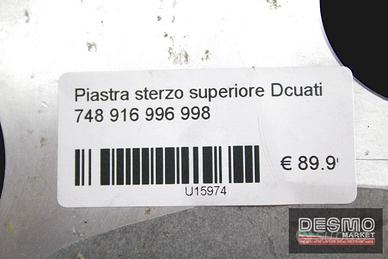 Piastra sterzo superiore Dcuati
748 916 996 998
€ 89.9
U15974
DESMO
MARKET